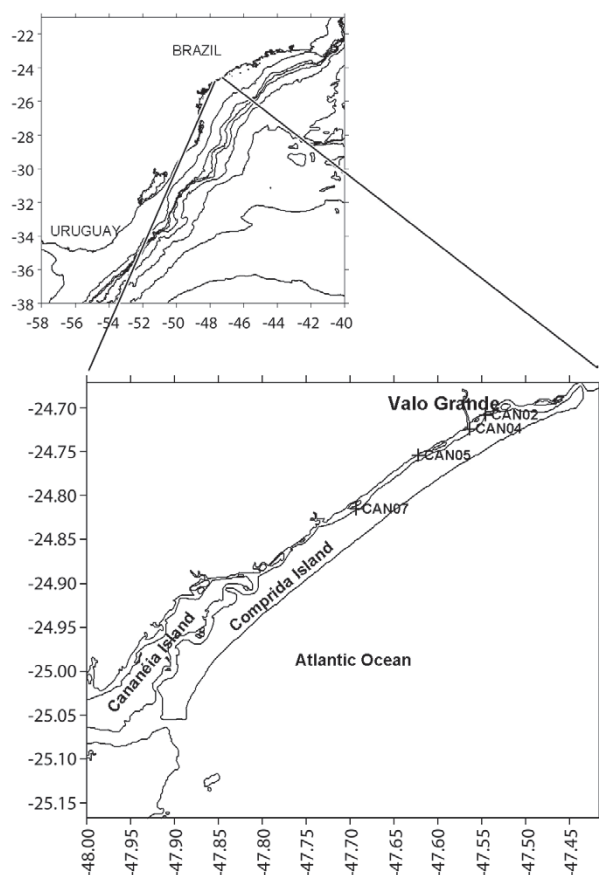 -22
BRAZIL
-24
-26
-28
-30
-32
URUGUAY
-34
-36
-38
-58 -56 -54 -52 -50 -48 -46 -44 -42 -40
-24.70
Valo Grande
CAN02
CAN04
-24.75
CAN05
-24.80
CAN07
-24.85
-24.90
Comprida Island
-24.95
Cananéia Island
-25.00
Atlantic Ocean
-25.05
-25.10
-25.15
-48.00 -47.95 -47.90 -47.85 -47.80 -47.75 -47.70 -47.65 -47.60 -47.55 -47.50 -47.45